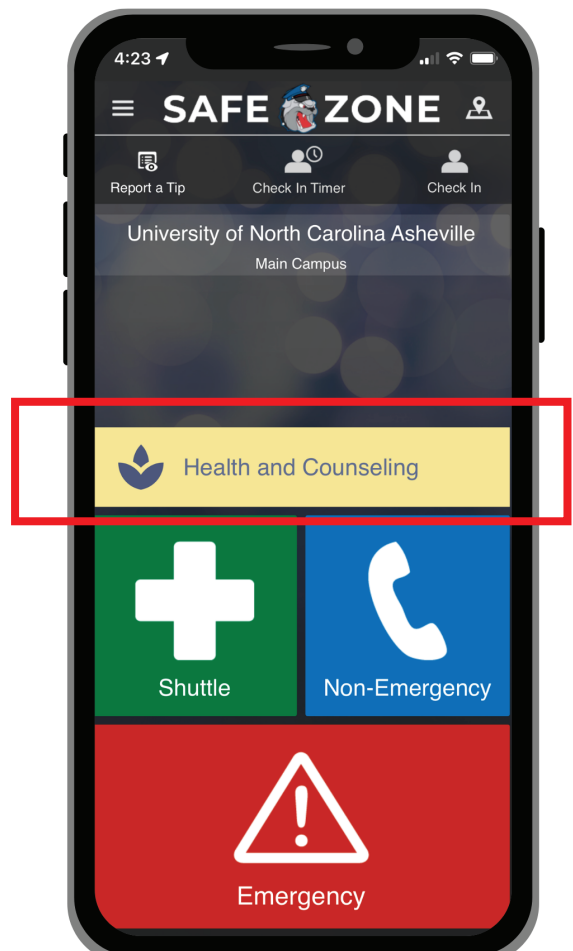 4:23
SAFE ZONE
Report a Tip Check In Timer Check In
University of North Carolina Asheville
Main Campus
Health and Counseling
Shuttle Non-Emergency
Emergency